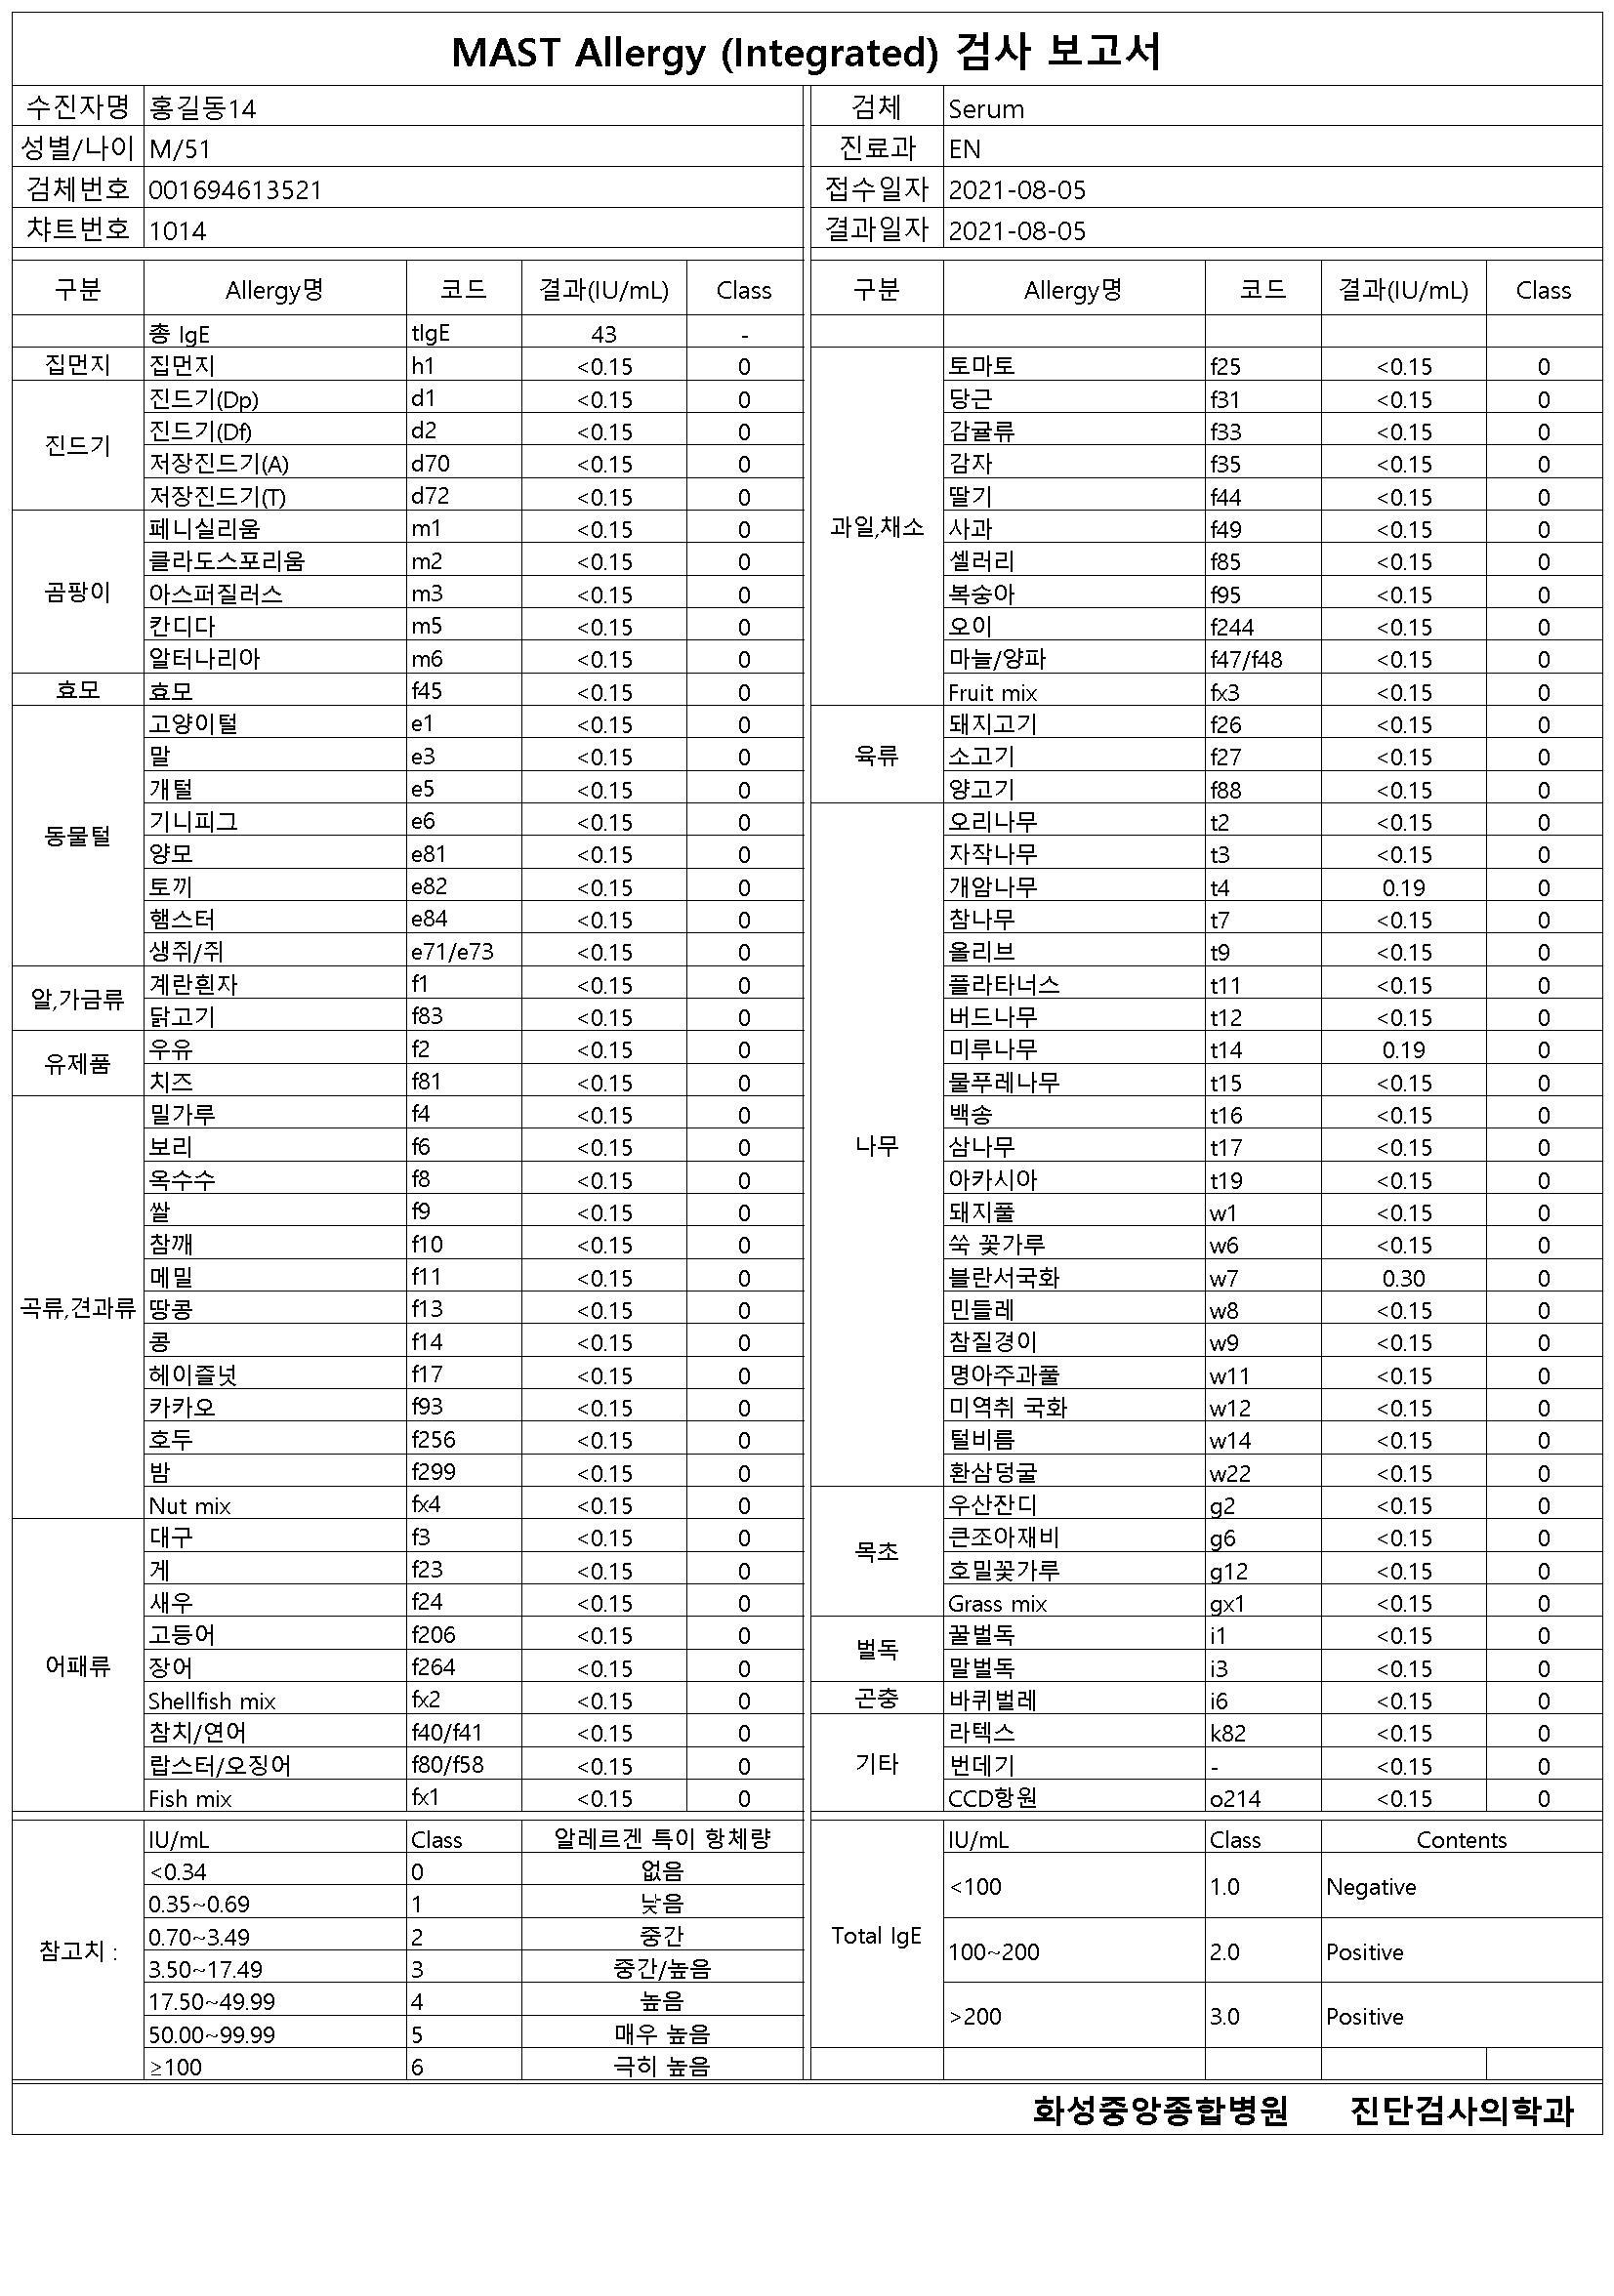 MAST Allergy (Integrated) 검사 보고서
수진자명 홍길동14 검체 Serum
성별/나이 M/51 진료과 EN
검체번호 001694613521 접수일자 2021-08-05
챠트번호 1014 결과일자 2021-08-05
구분 Allergy명 코드 결과(IU/mL) Class 구분 Allergy명 코드 결과(IU/mL) Class
총 IgE tIgE 43 -
집먼지 집먼지 h1 <0.15 0 토마토 f25 <0.15 0
진드기(Dp) d1 <0.15 0 당근 f31 <0.15 0
진드기(Df) d2 <0.15 0 감귤류 f33 <0.15 0
진드기
저장진드기(A) d70 <0.15 0 감자 f35 <0.15 0
저장진드기(T) d72 <0.15 0 딸기 f44 <0.15 0
페니실리움 m1 <0.15 0 과일,채소 사과 f49 <0.15 0
클라도스포리움 m2 <0.15 0 셀러리 f85 <0.15 0
곰팡이 아스퍼질러스 m3 <0.15 0 복숭아 f95 <0.15 0
칸디다 m5 <0.15 0 오이 f244 <0.15 0
알터나리아 m6 <0.15 0 마늘/양파 f47/f48 <0.15 0
효모 효모 f45 <0.15 0 Fruit mix fx3 <0.15 0
고양이털 e1 <0.15 0 돼지고기 f26 <0.15 0
말 e3 <0.15 0 육류 소고기 f27 <0.15 0
개털 e5 <0.15 0 양고기 f88 <0.15 0
동물털 기니피그 e6 <0.15 0 오리나무 t2 <0.15 0
양모 e81 <0.15 0 자작나무 t3 <0.15 0
토끼 e82 <0.15 0 개암나무 t4 0.19 0
햄스터 e84 <0.15 0 참나무 t7 <0.15 0
생쥐/쥐 e71/e73 <0.15 0 올리브 t9 <0.15 0
알,가금류 계란흰자 f1 <0.15 0 플라타너스 t11 <0.15 0
닭고기 f83 <0.15 0 버드나무 t12 <0.15 0
유제품 우유 f2 <0.15 0 미루나무 t14 0.19 0
치즈 f81 <0.15 0 물푸레나무 t15 <0.15 0
밀가루 f4 <0.15 0 백송 t16 <0.15 0
보리 f6 <0.15 0 나무 삼나무 t17 <0.15 0
옥수수 f8 <0.15 0 아카시아 t19 <0.15 0
쌀 f9 <0.15 0 돼지풀 w1 <0.15 0
참깨 f10 <0.15 0 쑥 꽃가루 w6 <0.15 0
메밀 f11 <0.15 0 블란서국화 w7 0.30 0
곡류,견과류 땅콩 f13 <0.15 0 민들레 w8 <0.15 0
콩 f14 <0.15 0 참질경이 w9 <0.15 0
헤이즐넛 f17 <0.15 0 명아주과풀 w11 <0.15 0
카카오 f93 <0.15 0 미역취 국화 w12 <0.15 0
호두 f256 <0.15 0 털비름 w14 <0.15 0
밤 f299 <0.15 0 환삼덩굴 w22 <0.15 0
Nut mix fx4 <0.15 0 우산잔디 g2 <0.15 0
대구 f3 <0.15 0 큰조아재비 g6 <0.15 0
목초
게 f23 <0.15 0 호밀꽃가루 g12 <0.15 0
새우 f24 <0.15 0 Grass mix gx1 <0.15 0
고등어 f206 <0.15 0 벌독 꿀벌독 i1 <0.15 0
어패류 장어 f264 <0.15 0 말벌독 i3 <0.15 0
Shellfish mix fx2 <0.15 0 곤충 바퀴벌레 i6 <0.15 0
참치/연어 f40/f41 <0.15 0 라텍스 k82 <0.15 0
랍스터/오징어 f80/f58 <0.15 0 기타 번데기 - <0.15 0
Fish mix fx1 <0.15 0 CCD항원 o214 <0.15 0
IU/mL Class 알레르겐 특이 항체량 IU/mL Class Contents
<0.34 0 없음 <100 1.0 Negative
0.35~0.69 1 낮음
0.70~3.49 2 중간 Total IgE 100~200 2.0 Positive
참고치 : 3.50~17.49 3 중간/높음
17.50~49.99 4 높음 >200 3.0 Positive
50.00~99.99 5 매우 높음
≥100 6 극히 높음
화성중앙종합병원 진단검사의학과